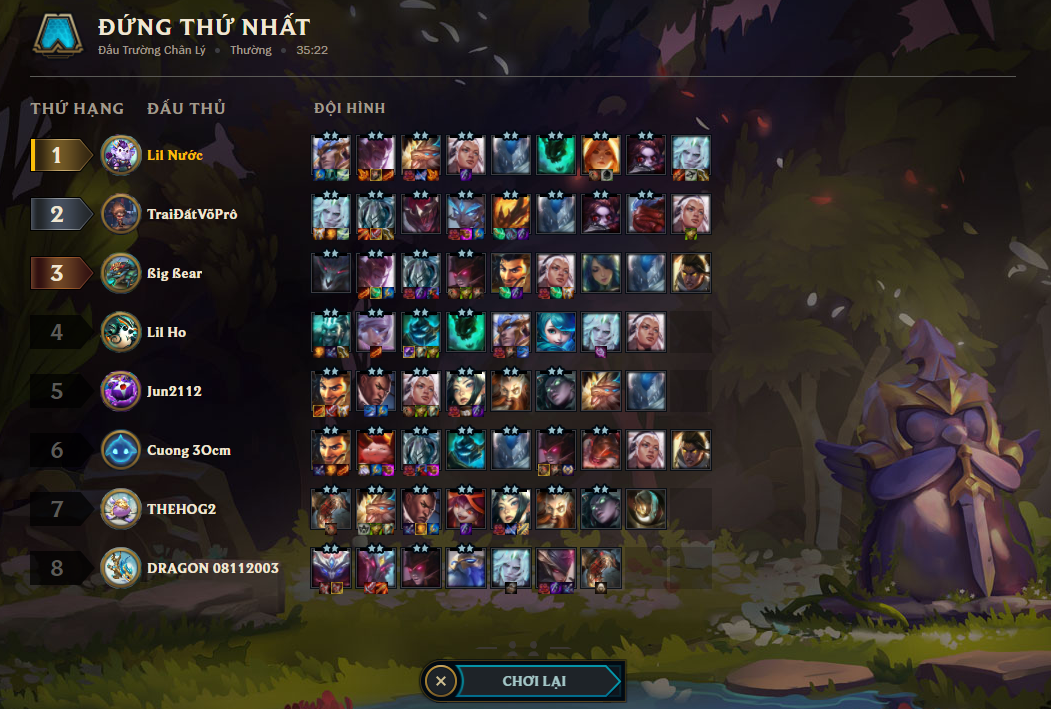 ĐỨNG THỨ NHẤT
Đấu Trường Chân Lý • Thường • 35:22
THỨ HẠNG ĐẤU THỦ ĐỘI HÌNH
1 Lil Nước
2 TraiĐấtVõPrô
3 ßig ßear
4 Lil Ho
5 Jun2112
6 Cuong 3Ocm
7 THEHOG2
8 DRAGON 08112003
CHƠI LẠI